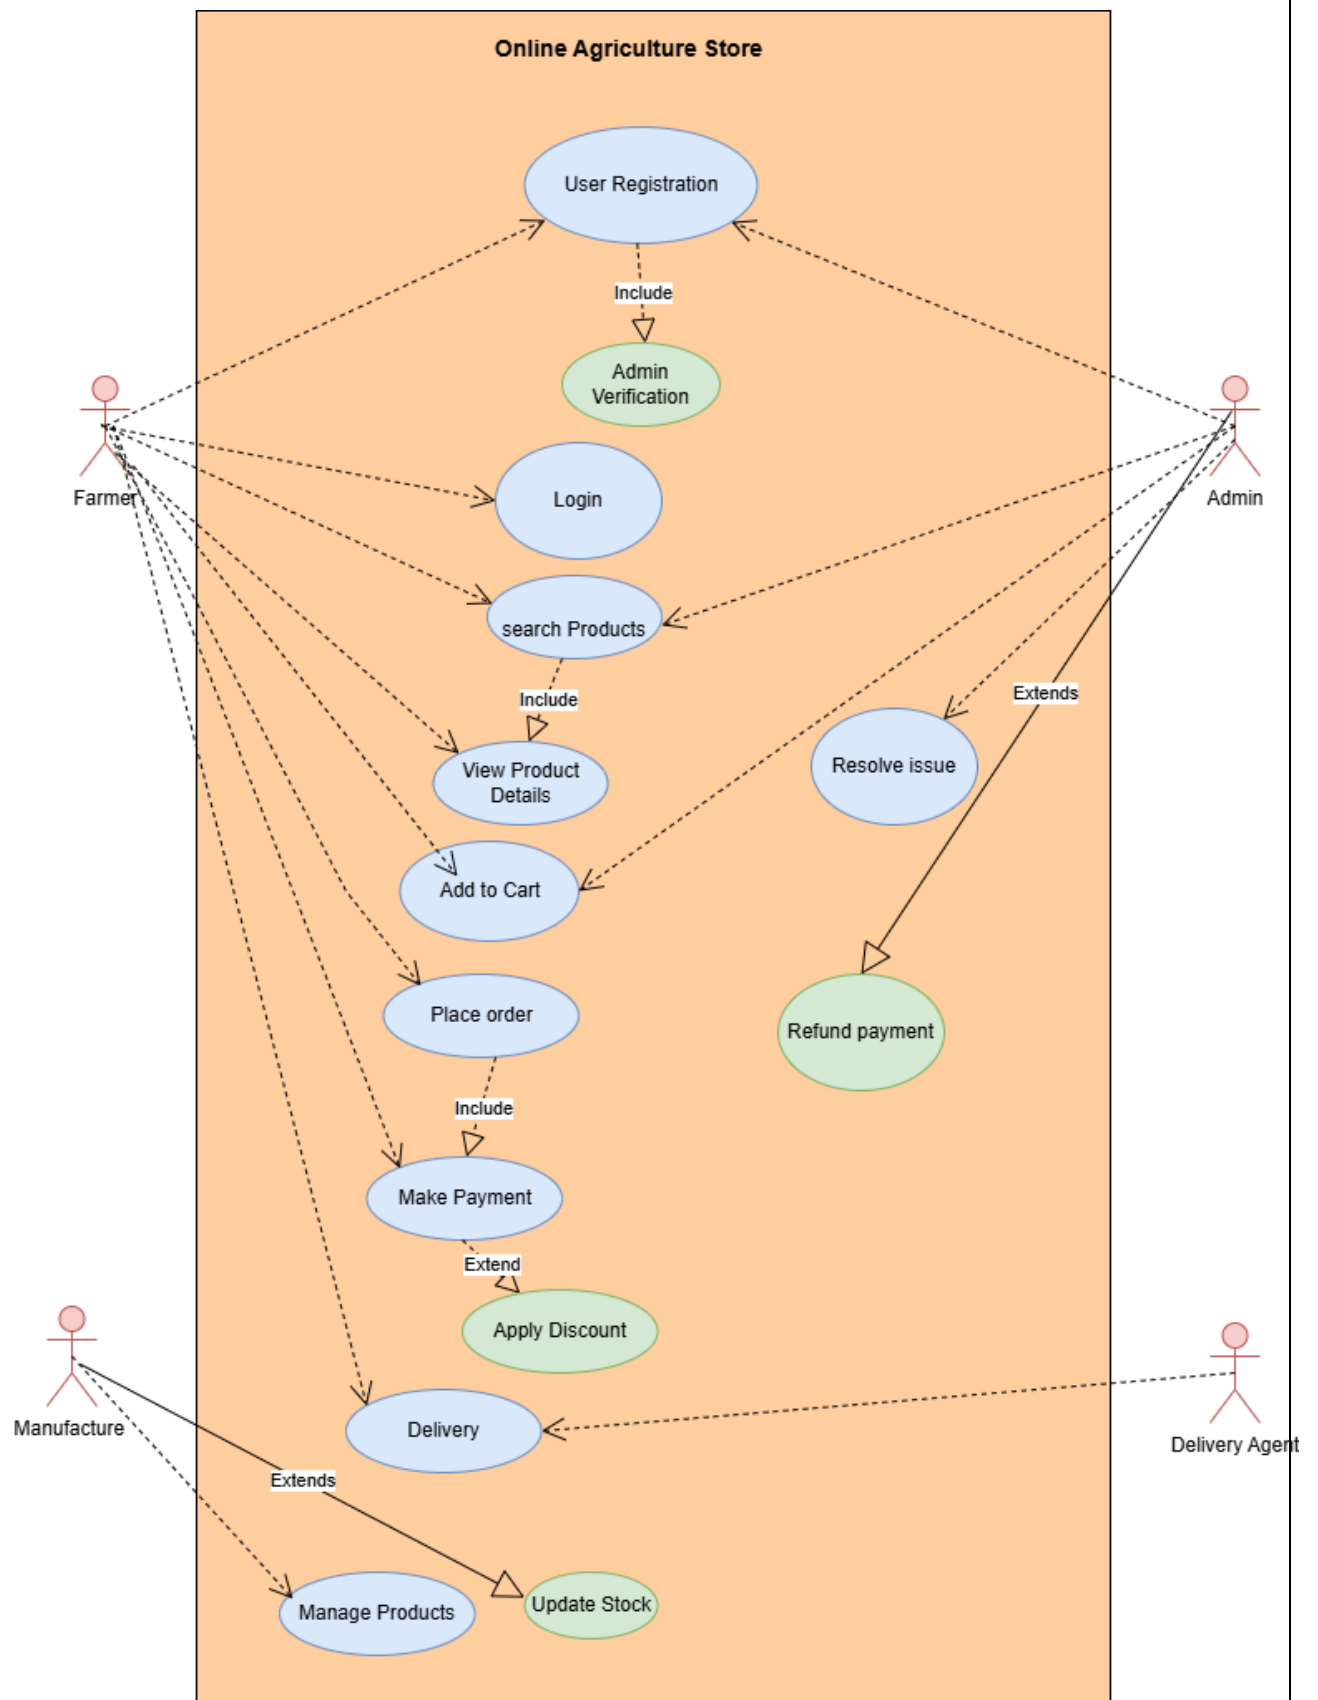 Online Agriculture Store
User Registration
Include
Admin
Verification
Farmer
Admin
Login
search Products
Include
Extends
View Product
Details
Resolve issue
Add to Cart
Place order
Refund payment
Include
Make Payment
Extend
Apply Discount
Manufacture
Delivery
Delivery Agent
Extends
Manage Products
Update Stock